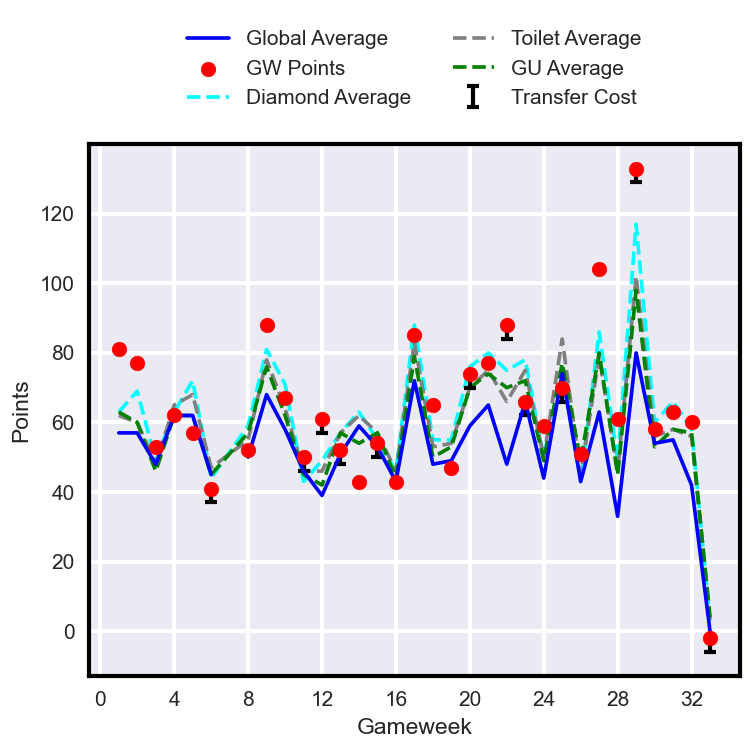 Global Average
GW Points
Diamond Average
Toilet Average
GU Average
Transfer Cost
120
100
80
60
40
20
0
Points
0 4 8 12 16 20 24 28 32
Gameweek